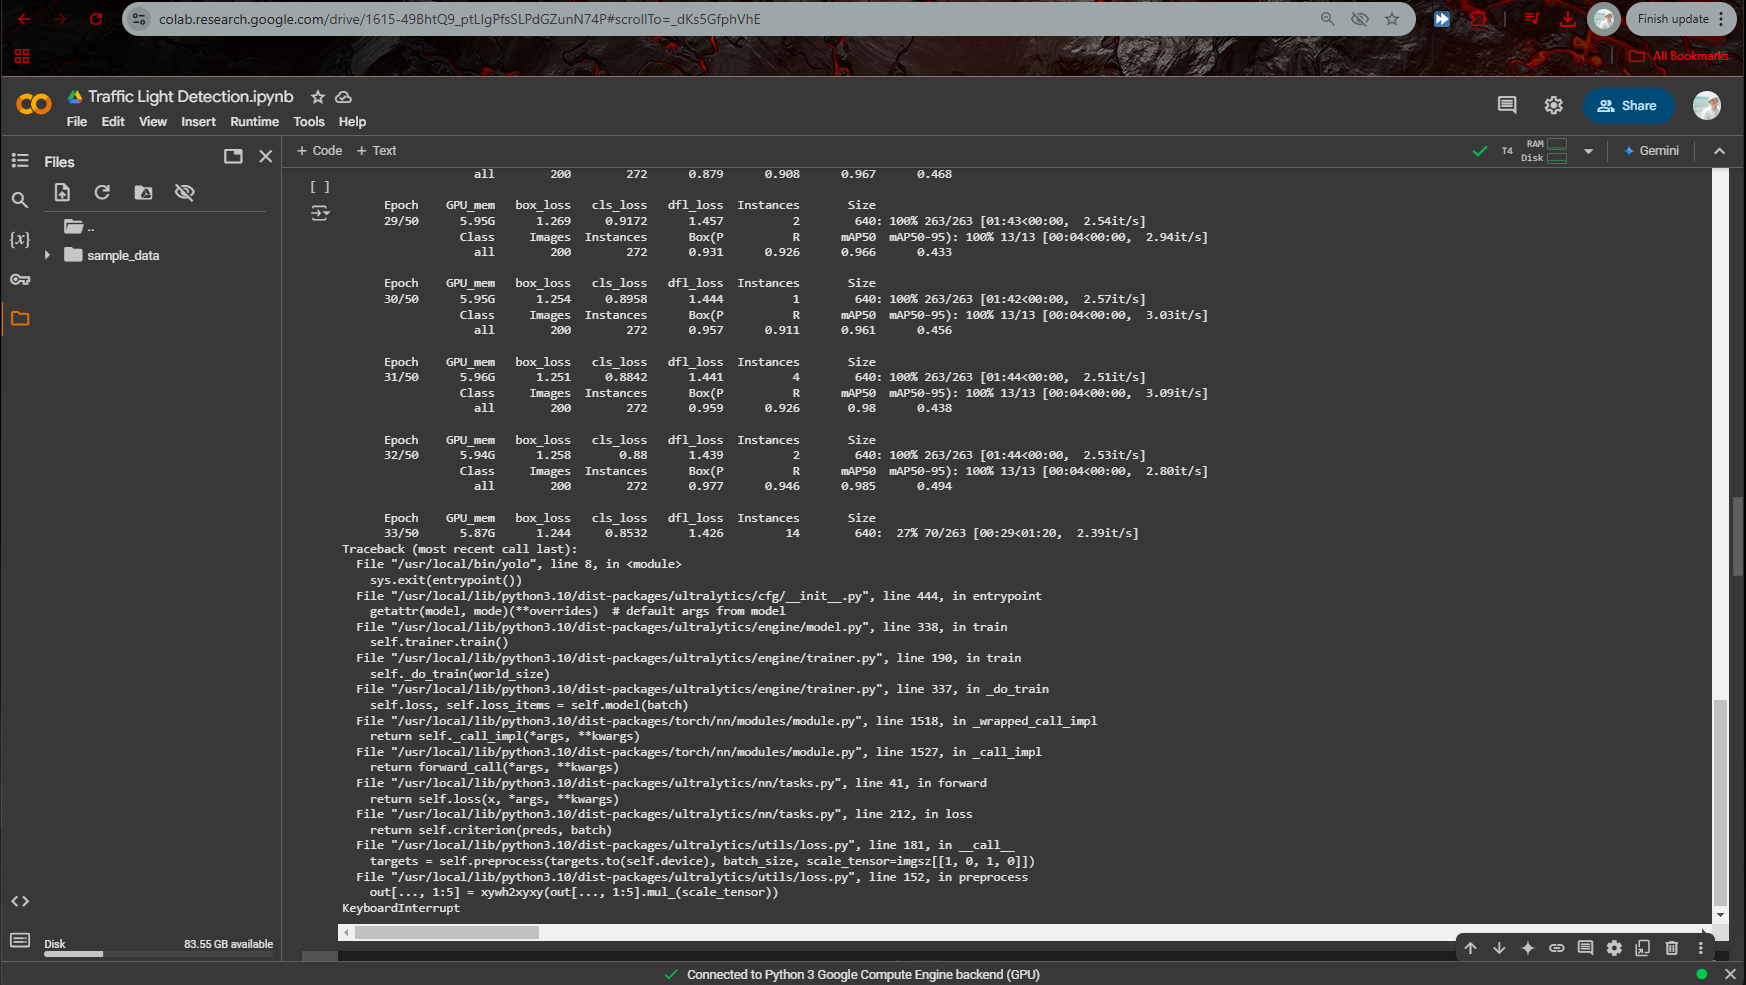 colab.research.google.com/drive/1615-49BhtQ9_ptLlgPfsSLPdGZunN74P#scrollTo=_dKs5GfphVhE
Finish update
All Bookmarks
CO
Traffic Light Detection.ipynb
File Edit View Insert Runtime Tools Help
Share
Files
+ Code + Text
T4 RAM Disk
Gemini
..
sample_data
{x}
[ ]
all 200 272 0.879 0.908 0.967 0.468
Epoch GPU_mem box_loss cls_loss dfl_loss Instances Size
29/50 5.95G 1.269 0.9172 1.457 2 640: 100% 263/263 [01:43<00:00, 2.54it/s]
Class Images Instances Box(P R mAP50 mAP50-95): 100% 13/13 [00:04<00:00, 2.94it/s]
all 200 272 0.931 0.926 0.966 0.433
Epoch GPU_mem box_loss cls_loss dfl_loss Instances Size
30/50 5.95G 1.254 0.8958 1.444 1 640: 100% 263/263 [01:42<00:00, 2.57it/s]
Class Images Instances Box(P R mAP50 mAP50-95): 100% 13/13 [00:04<00:00, 3.03it/s]
all 200 272 0.957 0.911 0.961 0.456
Epoch GPU_mem box_loss cls_loss dfl_loss Instances Size
31/50 5.96G 1.251 0.8842 1.441 4 640: 100% 263/263 [01:44<00:00, 2.51it/s]
Class Images Instances Box(P R mAP50 mAP50-95): 100% 13/13 [00:04<00:00, 3.09it/s]
all 200 272 0.959 0.926 0.98 0.438
Epoch GPU_mem box_loss cls_loss dfl_loss Instances Size
32/50 5.94G 1.258 0.88 1.439 2 640: 100% 263/263 [01:44<00:00, 2.53it/s]
Class Images Instances Box(P R mAP50 mAP50-95): 100% 13/13 [00:04<00:00, 2.80it/s]
all 200 272 0.977 0.946 0.985 0.494
Epoch GPU_mem box_loss cls_loss dfl_loss Instances Size
33/50 5.87G 1.244 0.8532 1.426 14 640: 27% 70/263 [00:29<01:20, 2.39it/s]
Traceback (most recent call last):
File "/usr/local/bin/yolo", line 8, in <module>
sys.exit(entrypoint())
File "/usr/local/lib/python3.10/dist-packages/ultralytics/cfg/__init__.py", line 444, in entrypoint
getattr(model, mode)(**overrides) # default args from model
File "/usr/local/lib/python3.10/dist-packages/ultralytics/engine/model.py", line 338, in train
self.trainer.train()
File "/usr/local/lib/python3.10/dist-packages/ultralytics/engine/trainer.py", line 190, in train
self._do_train(world_size)
File "/usr/local/lib/python3.10/dist-packages/ultralytics/engine/trainer.py", line 337, in _do_train
self.loss, self.loss_items = self.model(batch)
File "/usr/local/lib/python3.10/dist-packages/torch/nn/modules/module.py", line 1518, in _wrapped_call_impl
return self._call_impl(*args, **kwargs)
File "/usr/local/lib/python3.10/dist-packages/torch/nn/modules/module.py", line 1527, in _call_impl
return forward_call(*args, **kwargs)
File "/usr/local/lib/python3.10/dist-packages/ultralytics/nn/tasks.py", line 41, in forward
return self.loss(x, *args, **kwargs)
File "/usr/local/lib/python3.10/dist-packages/ultralytics/nn/tasks.py", line 212, in loss
return self.criterion(preds, batch)
File "/usr/local/lib/python3.10/dist-packages/ultralytics/utils/loss.py", line 181, in __call__
targets = self.preprocess(targets.to(self.device), batch_size, scale_tensor=imgsz[[1, 0, 1, 0]])
File "/usr/local/lib/python3.10/dist-packages/ultralytics/utils/loss.py", line 152, in preprocess
out[..., 1:5] = xywh2xyxy(out[..., 1:5].mul_(scale_tensor))
KeyboardInterrupt
Disk 83.55 GB available
Connected to Python 3 Google Compute Engine backend (GPU)